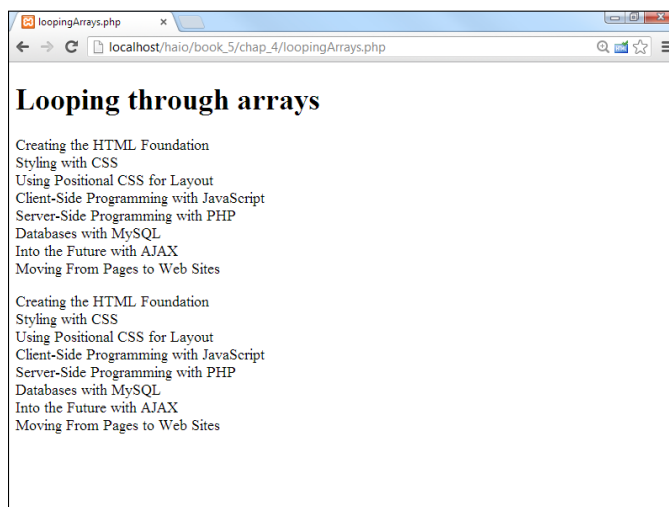 loopingArrays.php
localhost/haio/book_5/chap_4/loopingArrays.php
Looping through arrays
Creating the HTML Foundation
Styling with CSS
Using Positional CSS for Layout
Client-Side Programming with JavaScript
Server-Side Programming with PHP
Databases with MySQL
Into the Future with AJAX
Moving From Pages to Web Sites
Creating the HTML Foundation
Styling with CSS
Using Positional CSS for Layout
Client-Side Programming with JavaScript
Server-Side Programming with PHP
Databases with MySQL
Into the Future with AJAX
Moving From Pages to Web Sites